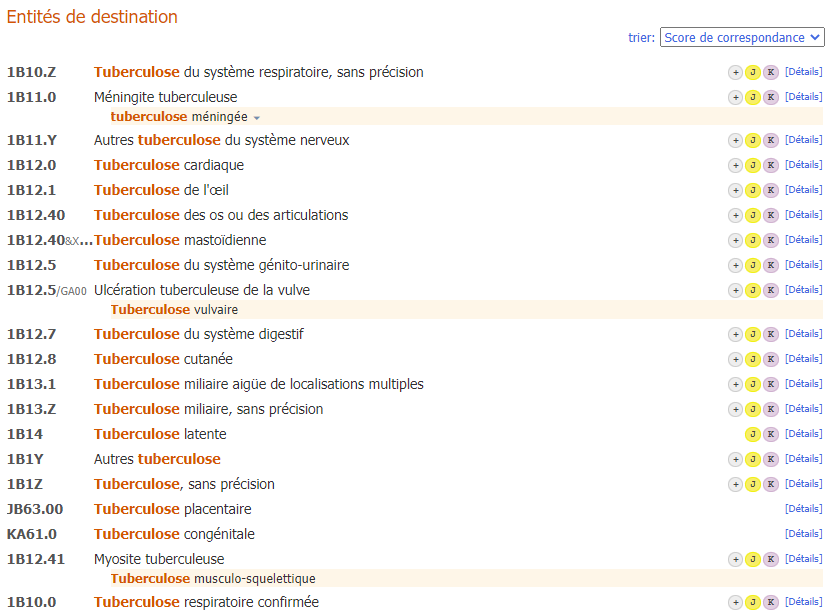 Entités de destination
trier: Score de correspondance
1B10.Z Tuberculose du système respiratoire, sans précision + J K [Détails]
1B11.0 Méningite tuberculeuse + J K [Détails]
tuberculose méningée
1B11.Y Autres tuberculose du système nerveux + J K [Détails]
1B12.0 Tuberculose cardiaque + J K [Détails]
1B12.1 Tuberculose de l'œil + J K [Détails]
1B12.40 Tuberculose des os ou des articulations + J K [Détails]
1B12.40&X... Tuberculose mastoïdienne + J K [Détails]
1B12.5 Tuberculose du système génito-urinaire + J K [Détails]
1B12.5/GA00 Ulcération tuberculeuse de la vulve + J K [Détails]
Tuberculose vulvaire
1B12.7 Tuberculose du système digestif + J K [Détails]
1B12.8 Tuberculose cutanée + J K [Détails]
1B13.1 Tuberculose miliaire aigüe de localisations multiples + J K [Détails]
1B13.Z Tuberculose miliaire, sans précision + J K [Détails]
1B14 Tuberculose latente J K [Détails]
1B1Y Autres tuberculose + J K [Détails]
1B1Z Tuberculose, sans précision + J K [Détails]
JB63.00 Tuberculose placentaire [Détails]
KA61.0 Tuberculose congénitale [Détails]
1B12.41 Myosite tuberculeuse + J K [Détails]
Tuberculose musculo-squelettique
1B10.0 Tuberculose respiratoire confirmée + J K [Détails]